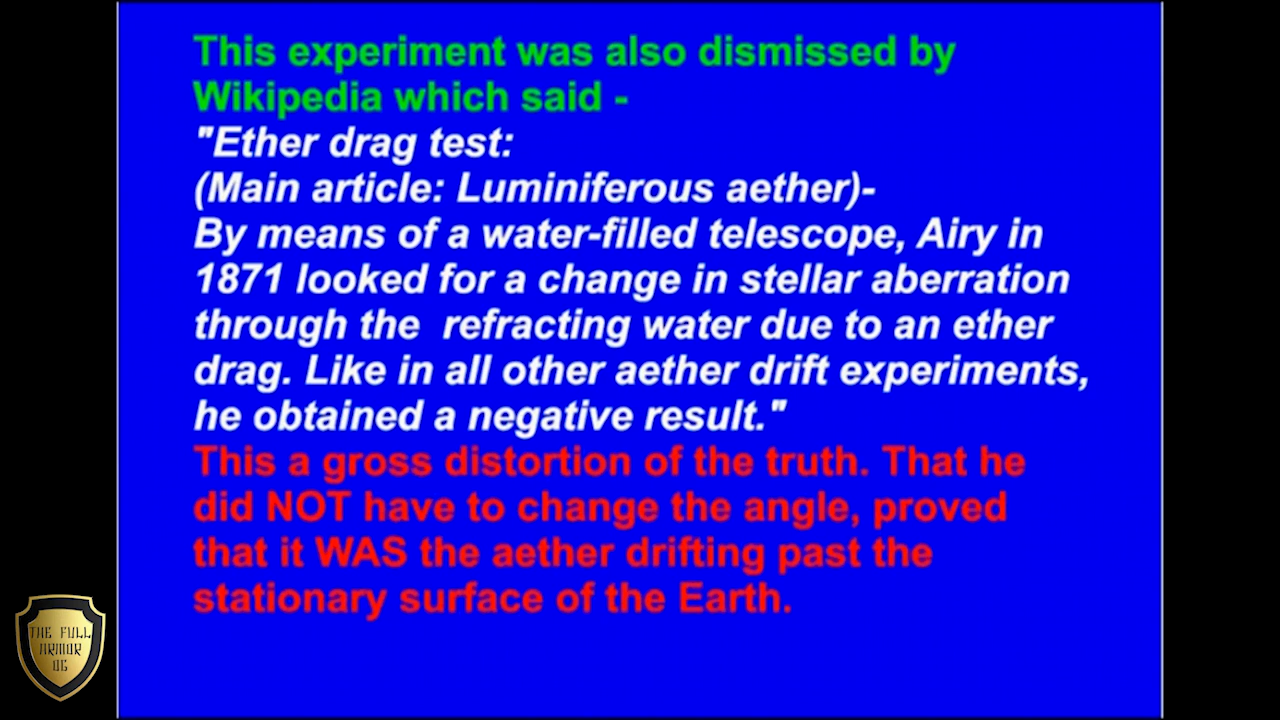 This experiment was also dismissed by
Wikipedia which said -
"Ether drag test:
(Main article: Luminiferous aether)-
By means of a water-filled telescope, Airy in
1871 looked for a change in stellar aberration
through the  refracting water due to an ether
drag. Like in all other aether drift experiments,
he obtained a negative result."
This a gross distortion of the truth. That he
did NOT have to change the angle, proved
that it WAS the aether drifting past the
stationary surface of the Earth.
THE FULL
ARMOR
OG